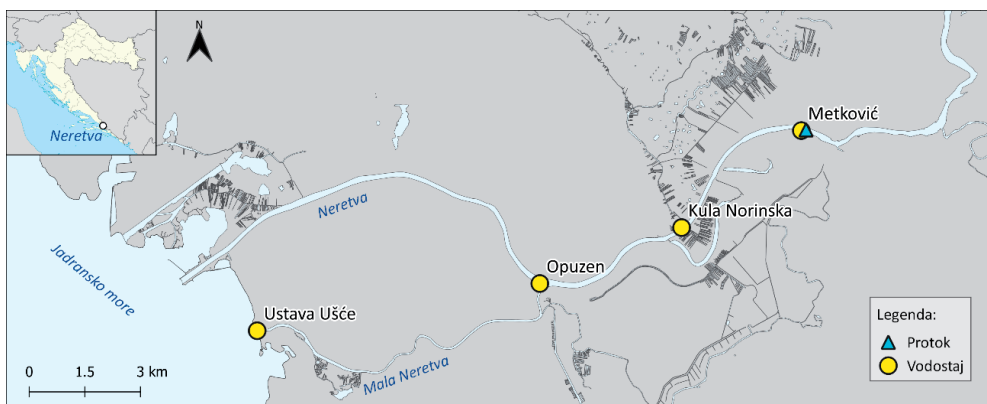 N
Neretva
Metković
Kula Norinska
Neretva
Opuzen
Jadransko more
Ustava Ušće
Mala Neretva
0 1.5 3 km
Legenda:
Protok
Vodostaj